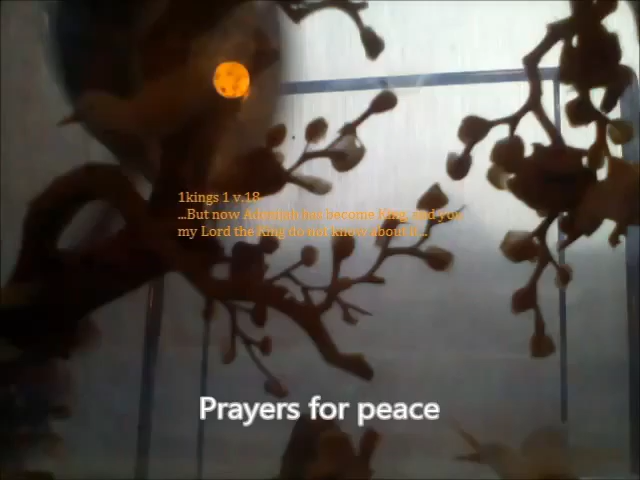 1kings 1 v.18
...But now Adonijah has become King, and you
my Lord the King do not know about it...
Prayers for peace